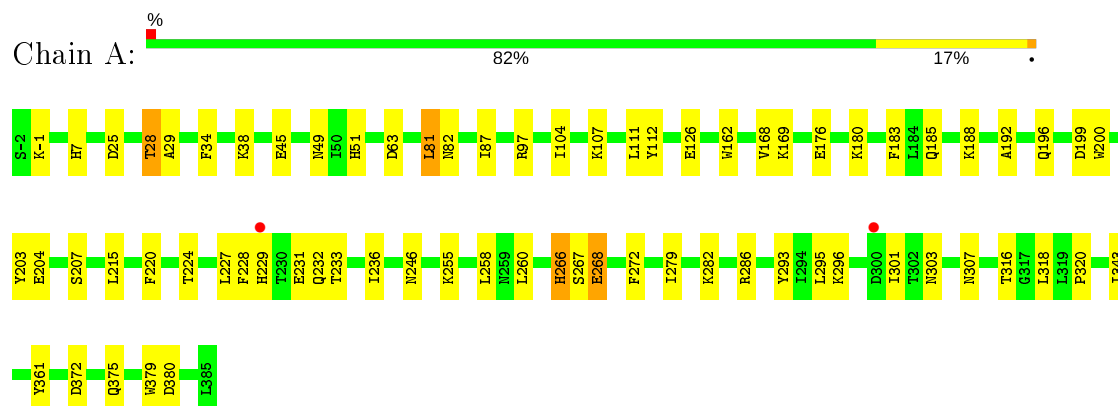 %
Chain A:
82% 17% •
S-2 K-1 H7 D25 T28 A29 F34 K38 E45 N49 I50 H51 D63 L81 N82 I87 R97 I104 K107 L111 Y112 E126 W162 V168 K169 E176 K180 F183 L184 Q185 K188 A192 Q196 D199 W200
Y203 E204 S207 L215 F220 T224 L227 F228 H229 T230 E231 Q232 T233 I236 N246 K255 L258 N259 L260 H266 S267 E268 F272 I279 K282 R286 Y293 I294 L295 K296 D300 I301 T302 N303 N307 T316 G317 L318 L319 P320
Y361 D372 Q375 W379 D380 L385